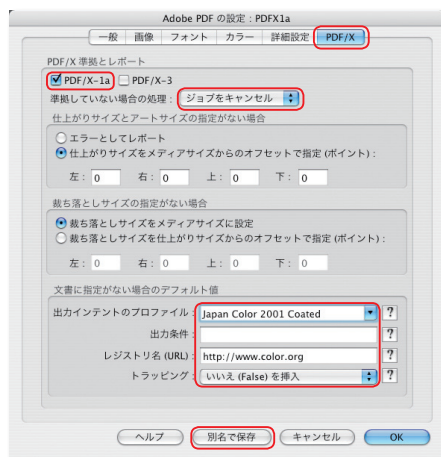 Adobe PDF の設定：PDFX1a
一般 画像 フォント カラー 詳細設定 PDF/X
PDF/X 準拠とレポート
PDF/X-1a PDF/X-3
準拠していない場合の処理： ジョブをキャンセル
仕上がりサイズとアートサイズの指定がない場合
エラーとしてレポート
仕上がりサイズをメディアサイズからのオフセットで指定 (ポイント)：
左： 0 右： 0 上： 0 下： 0
裁ち落としサイズの指定がない場合
裁ち落としサイズをメディアサイズに設定
裁ち落としサイズを仕上がりサイズからのオフセットで指定 (ポイント)：
左： 0 右： 0 上： 0 下： 0
文書に指定がない場合のデフォルト値
出力インテントのプロファイル： Japan Color 2001 Coated ?
出力条件： ?
レジストリ名 (URL)： http://www.color.org ?
トラッピング： いいえ (False) を挿入 ?
ヘルプ 別名で保存 キャンセル OK